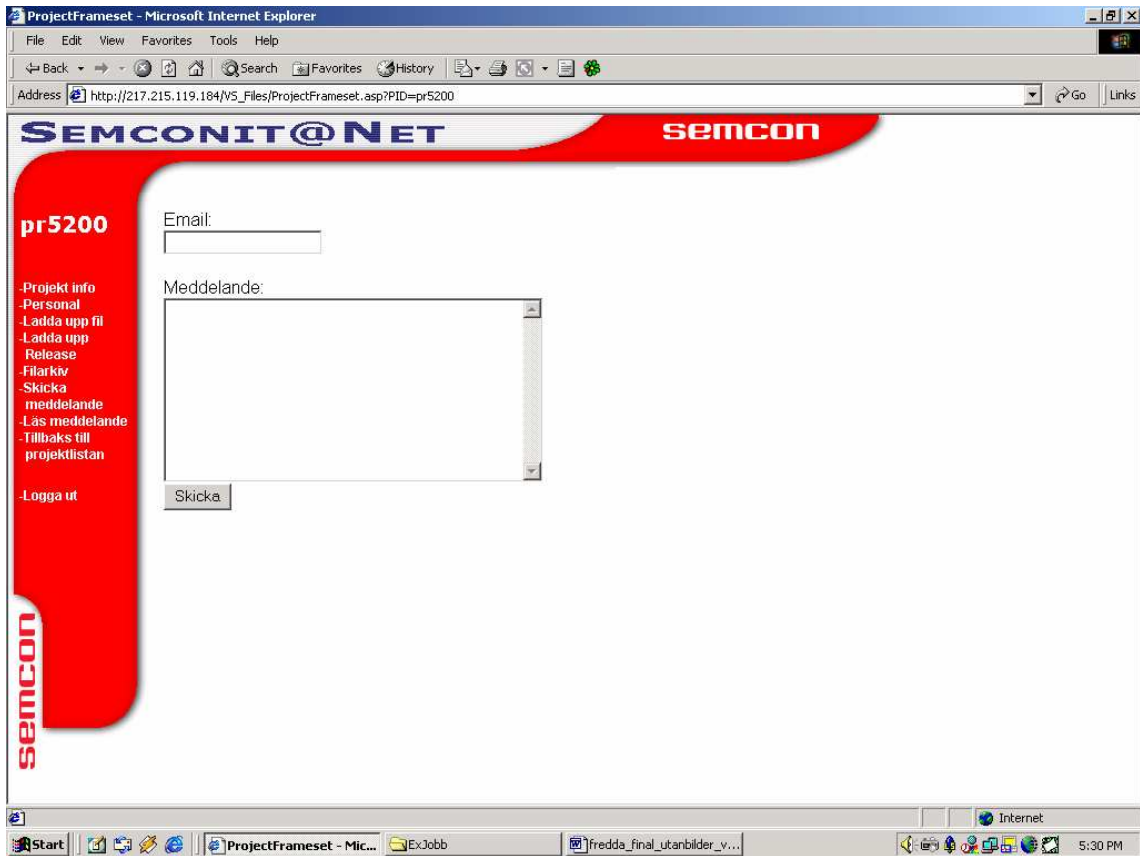 ProjectFrameset - Microsoft Internet Explorer
File Edit View Favorites Tools Help
Back Search Favorites History
Address http://217.215.119.184/VS_Files/ProjectFrameset.asp?PID=pr5200 Go Links
SEMCONIT@NET semcon
pr5200
-Projekt info
-Personal
-Ladda upp fil
-Ladda upp
Release
-Filarkiv
-Skicka
meddelande
-Läs meddelande
-Tillbaks till
projektlistan
-Logga ut
semcon
Email:
Meddelande:
Skicka
Internet
Start ProjectFrameset - Mic... ExJobb fredda_final_utanbilder_v... 5:30 PM